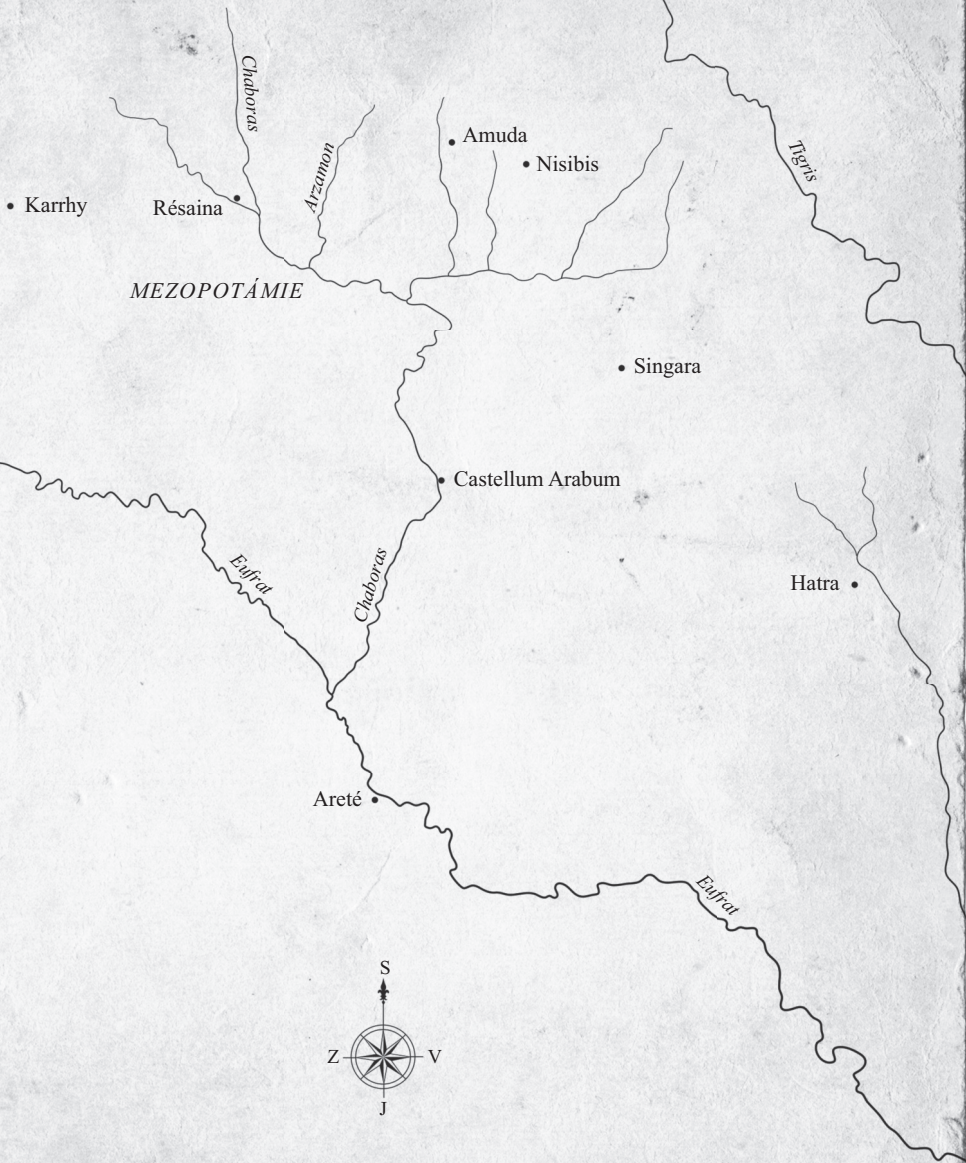 Chaboras
Amuda
Tigris
Nisibis
Arzamon
Karrhy
Résaina
MEZOPOTÁMIE
Singara
Castellum Arabum
Eufrat
Chaboras
Hatra
Areté
Eufrat
S
Z
V
J